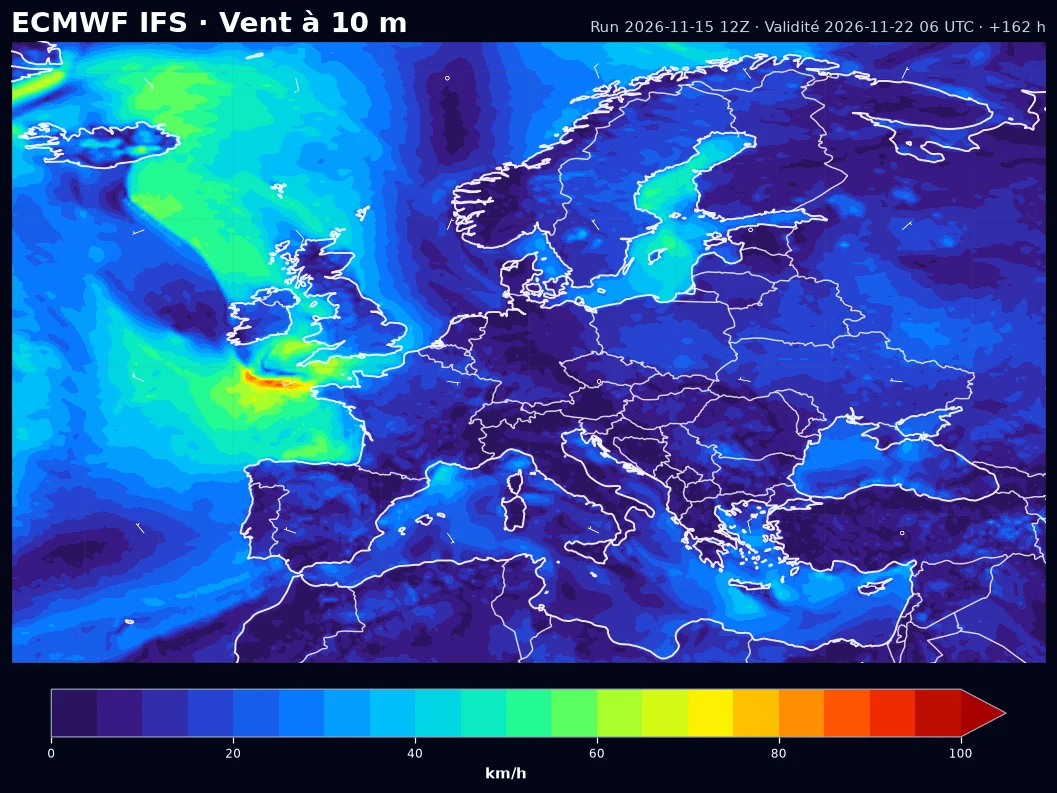 ECMWF IFS · Vent à 10 m
Run 2026-11-15 12Z · Validité 2026-11-22 06 UTC · +162 h
0 20 40 60 80 100
km/h